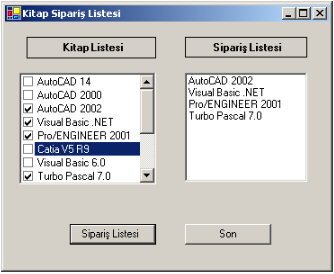 Kitap Sipariş Listesi
Kitap Listesi
Sipariş Listesi
AutoCAD 14
AutoCAD 2000
AutoCAD 2002
Visual Basic .NET
Pro/ENGINEER 2001
Catia V5 R9
Visual Basic 6.0
Turbo Pascal 7.0
AutoCAD 2002
Visual Basic .NET
Pro/ENGINEER 2001
Turbo Pascal 7.0
Sipariş Listesi
Son